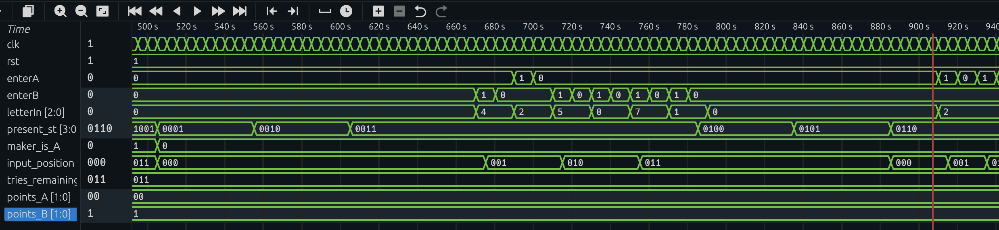 Time 500 s 520 s 540 s 560 s 580 s 600 s 620 s 640 s 660 s 680 s 700 s 720 s 740 s 760 s 780 s 800 s 820 s 840 s 860 s 880 s 900 s 920 s 940
clk 1
rst 1 1
enterA 0 0 1 0 1 0 1
enterB 0 0 1 0 1 0 1 0 1 0 1 0
letterIn [2:0] 0 0 4 2 5 0 7 1 0 2
present_st [3:0 0110 1001 0001 0010 0011 0100 0101 0110
maker_is_A 0 1 0
input_position 000 011 000 001 010 011 000 001 01
tries_remaining 011 011
points_A [1:0] 00 00
points_B [1:0] 1 1